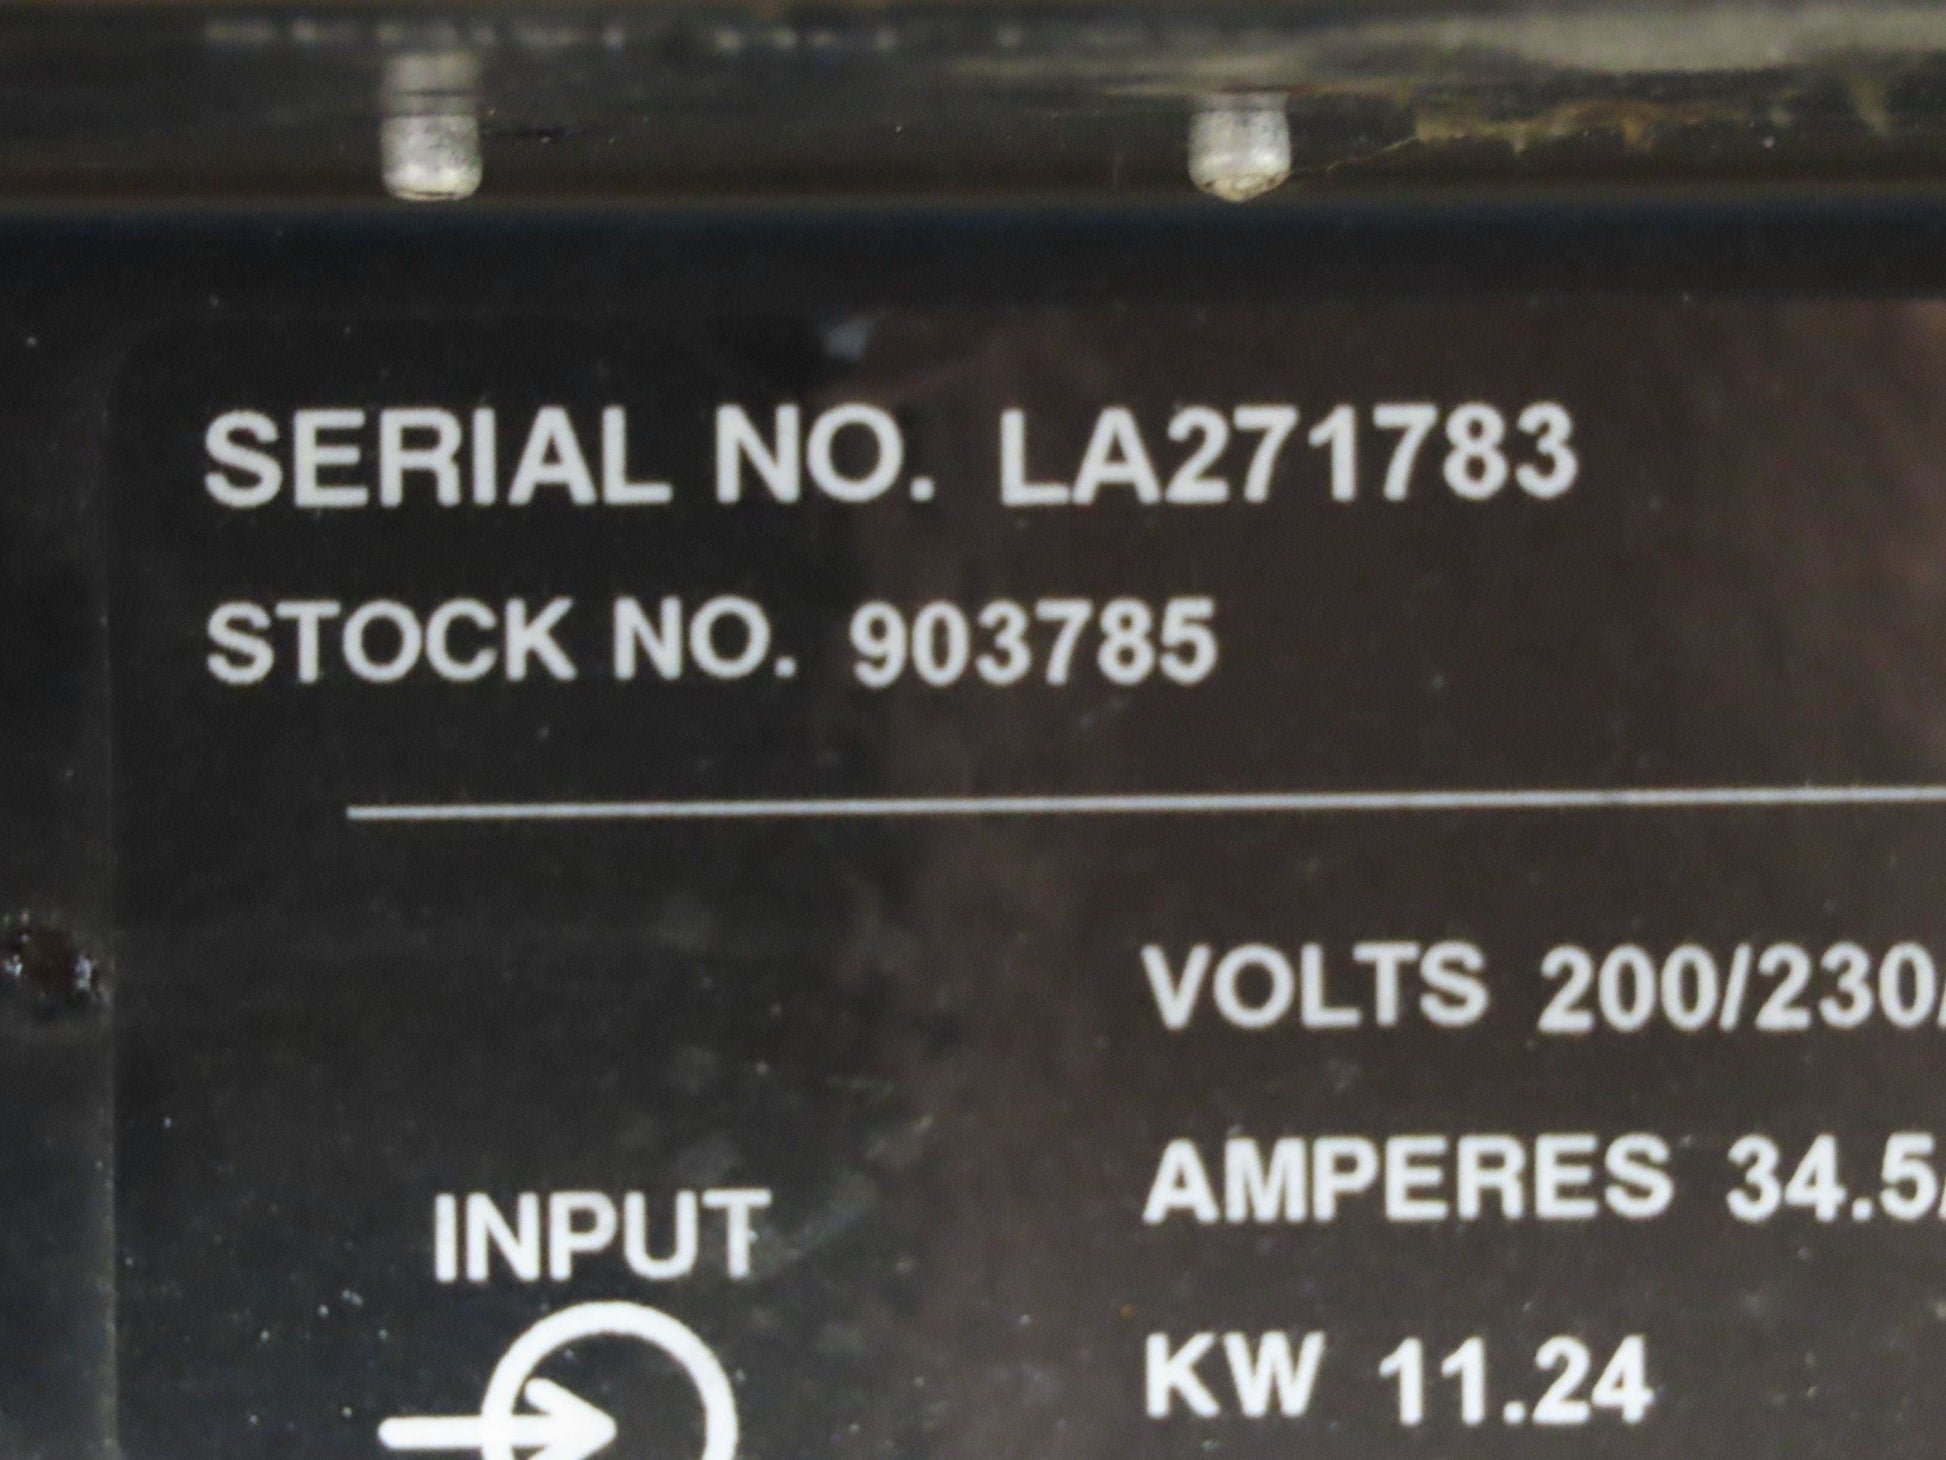 SERIAL NO. LA271783
STOCK NO. 903785
VOLTS 200/230/
AMPERES 34.5/
INPUT
KW 11.24